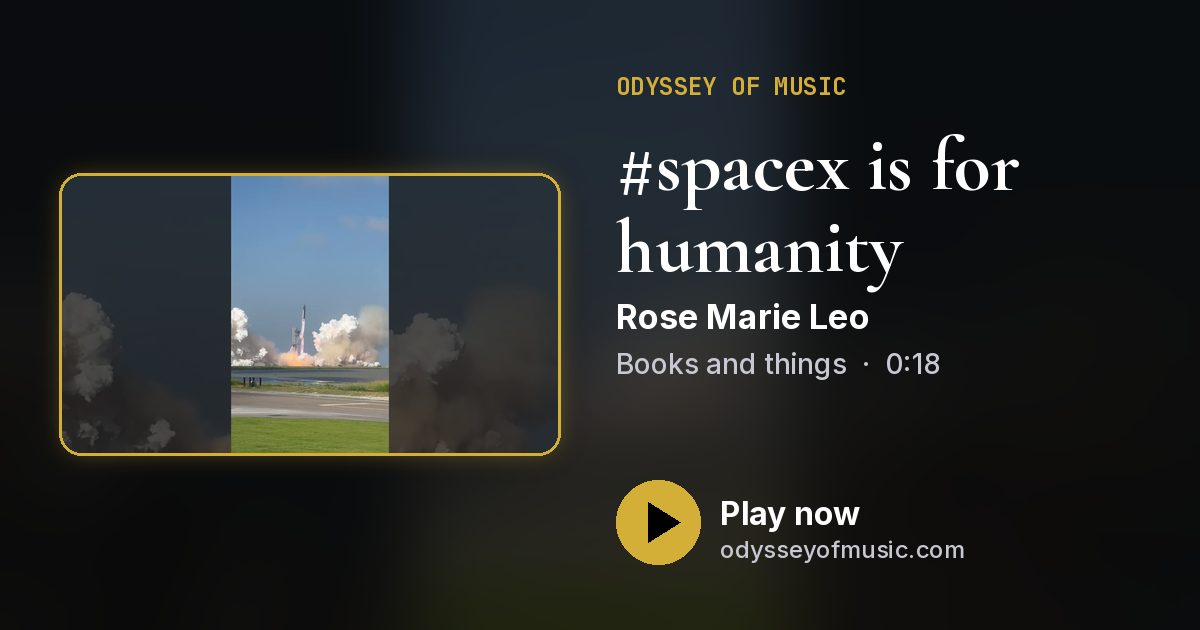 ODYSSEY OF MUSIC
#spacex is for
humanity
Rose Marie Leo
Books and things · 0:18
Play now
odysseyofmusic.com